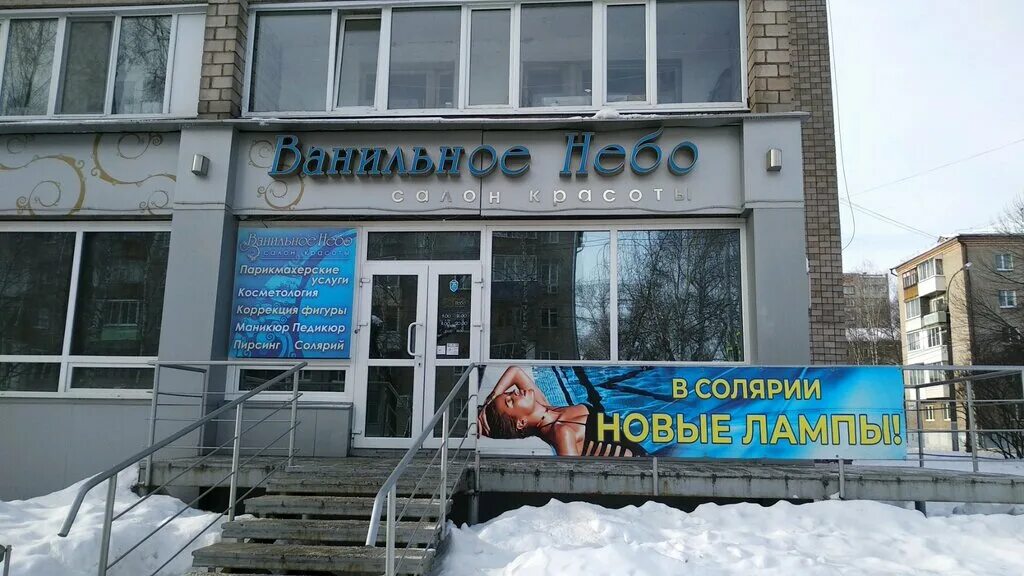 Ванильное Небо
салон красоты
Ванильное Небо
салон красоты
Парикмахерские
услуги
Косметология
Коррекция фигуры
Маникюр Педикюр
Пирсинг Солярий
В СОЛЯРИИ
НОВЫЕ ЛАМПЫ!